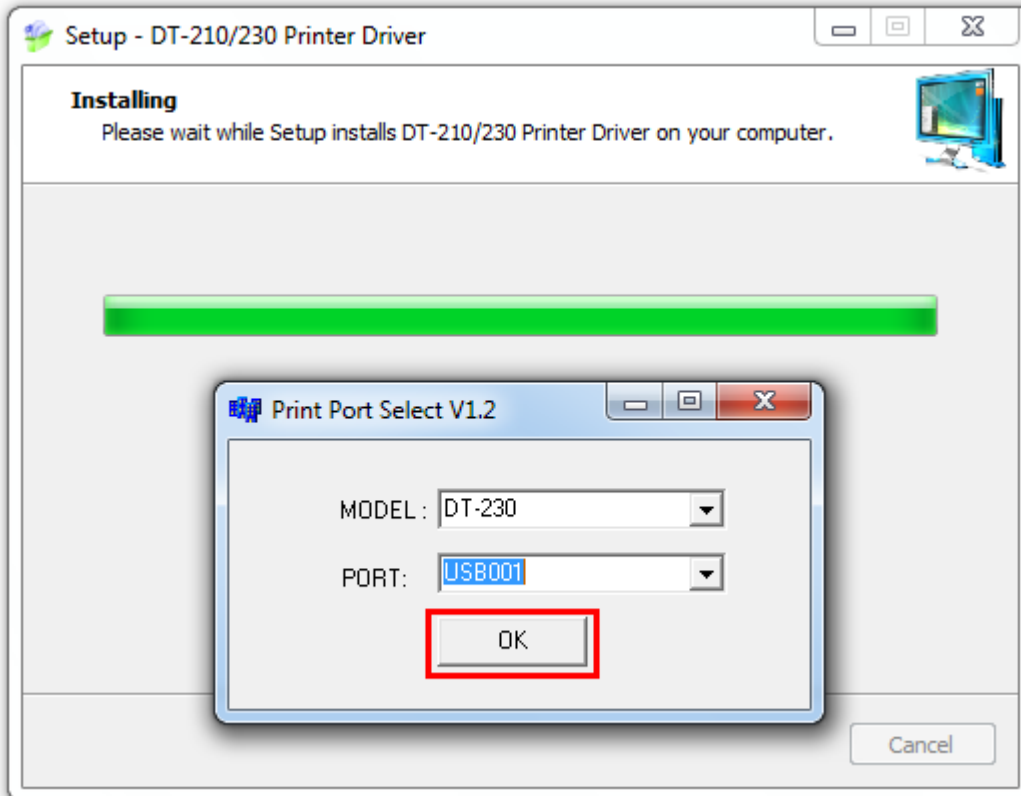 Setup - DT-210/230 Printer Driver
Installing
Please wait while Setup installs DT-210/230 Printer Driver on your computer.
Print Port Select V1.2
MODEL : DT-230
PORT: USB001
OK
Cancel